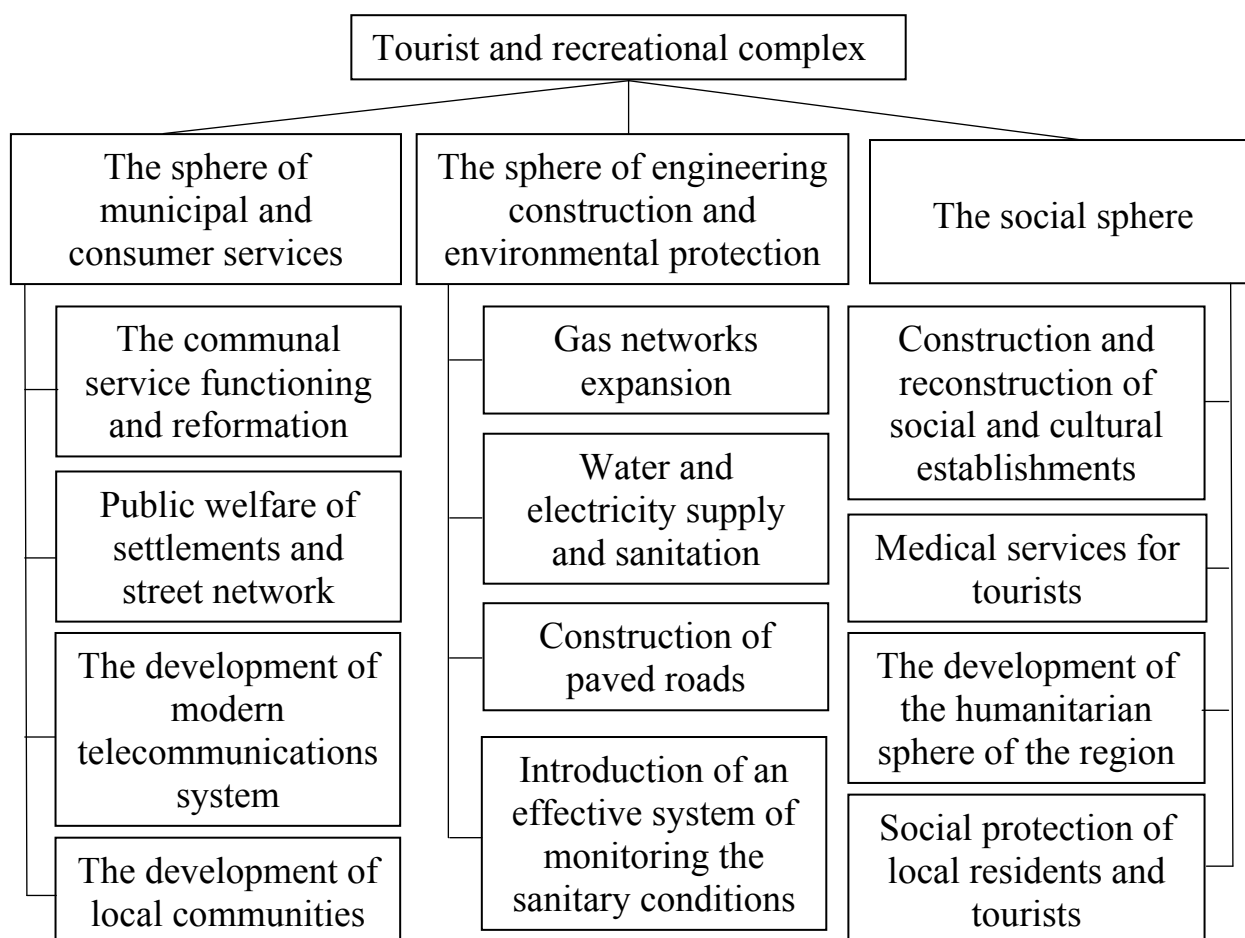 Tourist and recreational complex
The sphere of
municipal and
consumer services
The communal
service functioning
and reformation
Public welfare of
settlements and
street network
The development of
modern
telecommunications
system
The development of
local communities
The sphere of engineering
construction and
environmental protection
Gas networks
expansion
Water and
electricity supply
and sanitation
Construction of
paved roads
Introduction of an
effective system of
monitoring the
sanitary conditions
The social sphere
Construction and
reconstruction of
social and cultural
establishments
Medical services for
tourists
The development of
the humanitarian
sphere of the region
Social protection of
local residents and
tourists